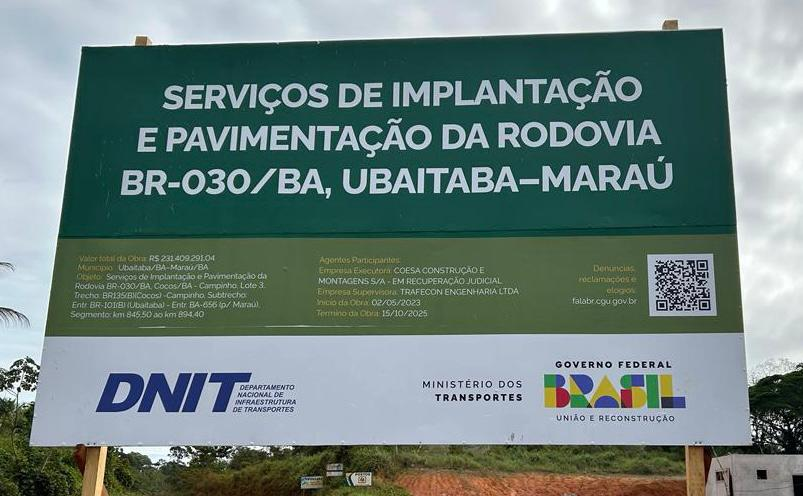 SERVIÇOS DE IMPLANTAÇÃO
E PAVIMENTAÇÃO DA RODOVIA
BR-030/BA, UBAITABA–MARAÚ
Valor total da Obra: R$ 231.409.291,04
Município: Ubaitaba/BA–Maraú/BA
Objeto: Serviços de Implantação e Pavimentação da
Rodovia BR-030/BA, Cocos/BA - Campinho, Lote 3,
Trecho: BR135(B)(Cocos) -Campinho, Subtrecho:
Entr. BR-101(B) (Ubaitaba) - Entr. BA-656 (p/ Maraú),
Segmento: km 845,50 ao km 894,40
Agentes Participantes:
Empresa Executora: COESA CONSTRUÇÃO E
MONTAGENS S/A - EM RECUPERAÇÃO JUDICIAL
Empresa Supervisora: TRAFECON ENGENHARIA LTDA
Início da Obra: 02/05/2023
Término da Obra: 15/10/2025
Denúncias,
reclamações e
elogios:
falabr.cgu.gov.br
DNIT
DEPARTAMENTO
NACIONAL DE
INFRAESTRUTURA
DE TRANSPORTES
MINISTÉRIO DOS
TRANSPORTES
GOVERNO FEDERAL
BRASIL
UNIÃO E RECONSTRUÇÃO